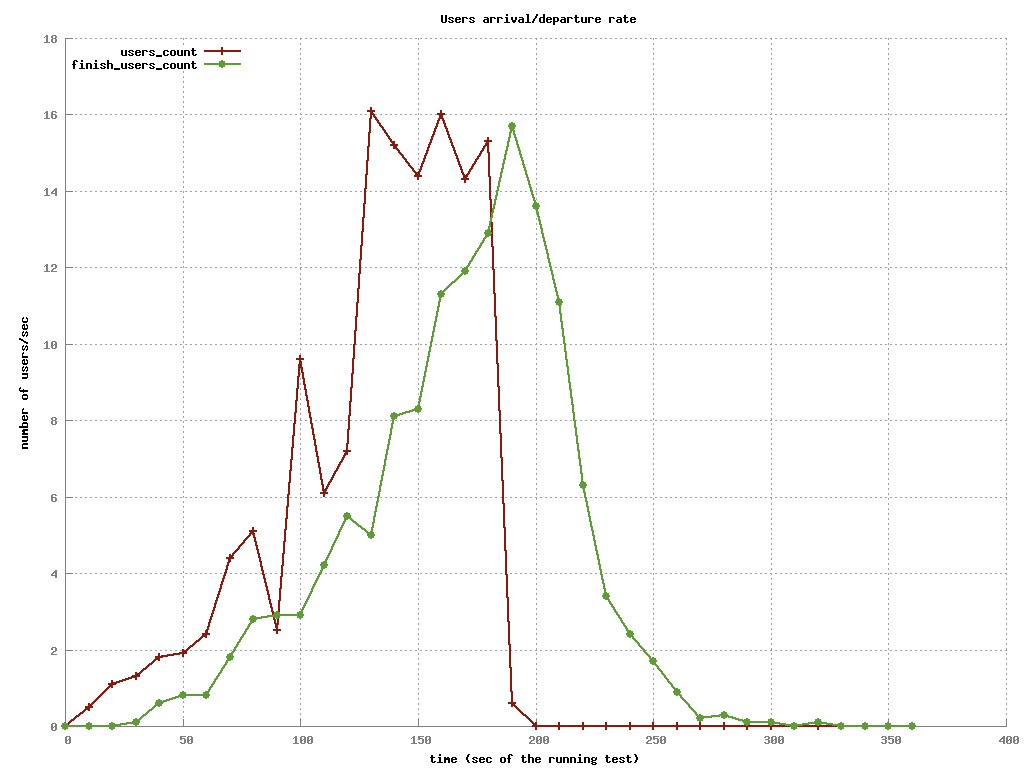 Users arrival/departure rate
18
16
14
12
10
8
6
4
2
0
number of users/sec
users_count
finish_users_count
0 50 100 150 200 250 300 350 400
time (sec of the running test)